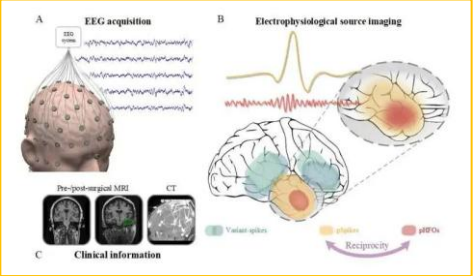 A EEG acquisition
EEG
system
B Electrophysiological source imaging
Pre-/post-surgical MRI CT
Variant spikes pSpikes pHFOs
Reciprocity
C Clinical information